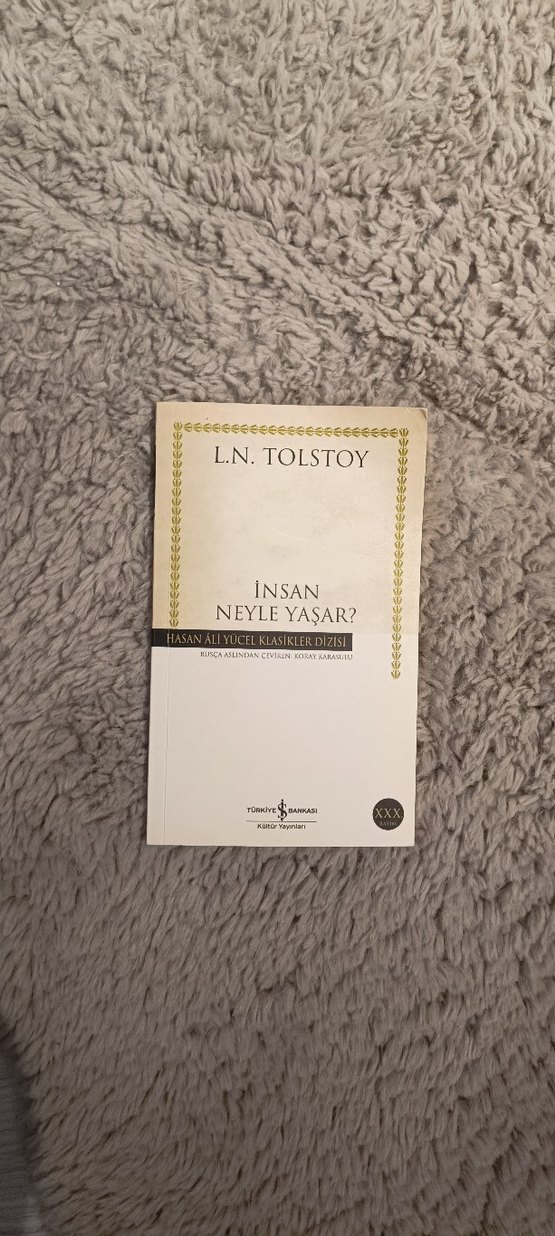 L.N. TOLSTOY
İNSAN
NEYLE YAŞAR?
HASAN ÂLİ YÜCEL KLASİKLER DİZİSİ
RUSÇA ASLINDAN ÇEVİREN: KORAY KARASULU
TÜRKİYE İŞ BANKASI
Kültür Yayınları
XXX
BASIM